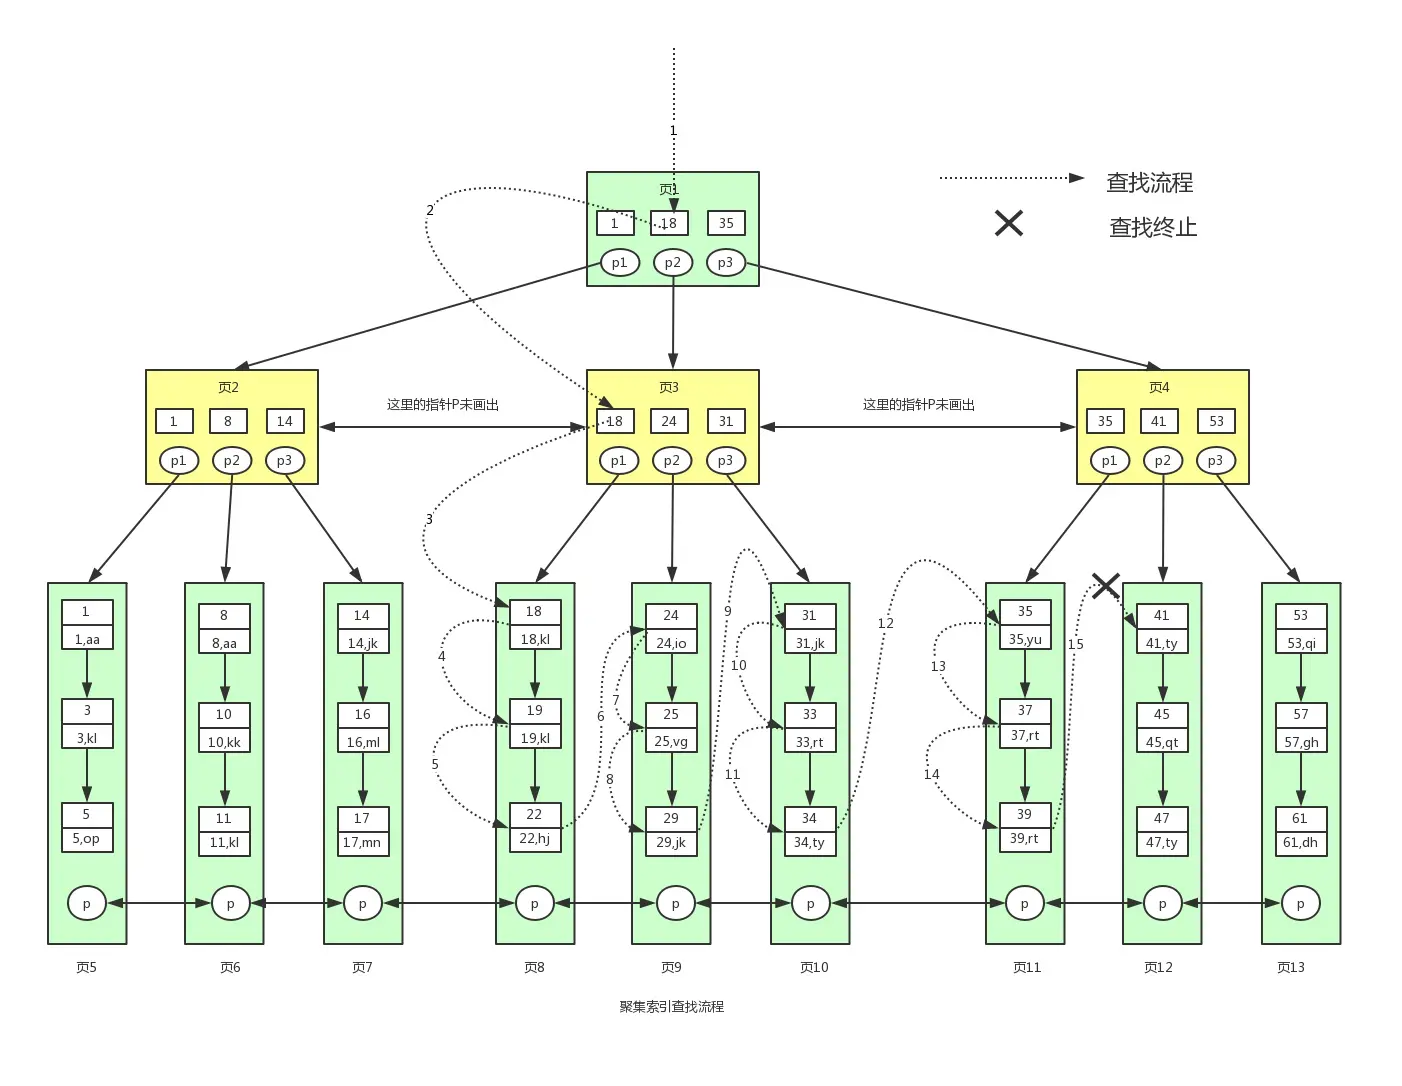 1
查找流程
2
查找终止
页1
1 18 35
p1 p2 p3
页2
1 8 14
p1 p2 p3
这里的指针P未画出
页3
18 24 31
p1 p2 p3
这里的指针P未画出
页4
35 41 53
p1 p2 p3
3
1
1,aa
3
3,kl
5
5,op
p
页5
8
8,aa
10
10,kk
11
11,kl
p
页6
14
14,jk
16
16,ml
17
17,mn
p
页7
4
5
18
18,kl
19
19,kl
22
22,hj
p
页8
6
7
8
24
24,io
25
25,vg
29
29,jk
p
页9
9
10
11
31
31,jk
33
33,rt
34
34,ty
p
页10
12
13
14
35
35,yu
37
37,rt
39
39,rt
p
页11
15
41
41,ty
45
45,qt
47
47,ty
p
页12
53
53,qi
57
57,gh
61
61,dh
p
页13
聚集索引查找流程